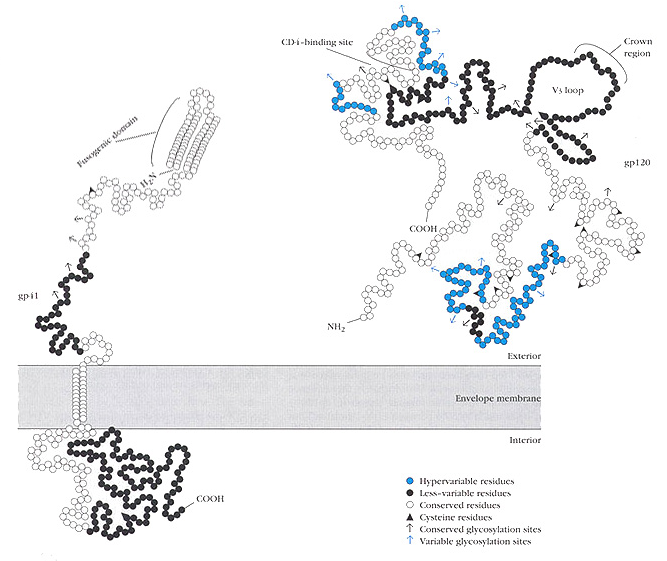 CD4-binding site
Crown
region
V3 loop
Fusogenic domain
H2N
gp120
COOH
gp41
NH2
Exterior
Envelope membrane
Interior
COOH
Hypervariable residues
Less-variable residues
Conserved residues
Cysteine residues
Conserved glycosylation sites
Variable glycosylation sites